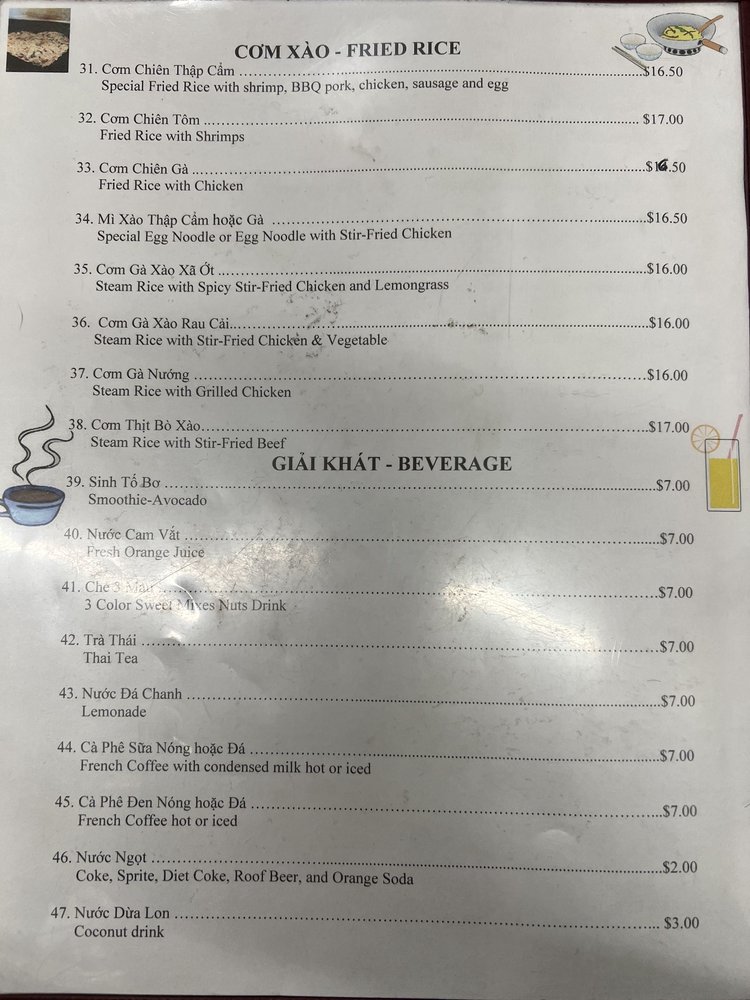 CƠM XÀO - FRIED RICE
31. Cơm Chiên Thập Cẩm ........ $16.50
Special Fried Rice with shrimp, BBQ pork, chicken, sausage and egg
32. Cơm Chiên Tôm ........ $17.00
Fried Rice with Shrimps
33. Cơm Chiên Gà ........ $16.50
Fried Rice with Chicken
34. Mì Xào Thập Cẩm hoặc Gà ........ $16.50
Special Egg Noodle or Egg Noodle with Stir-Fried Chicken
35. Cơm Gà Xào Xã Ớt ........ $16.00
Steam Rice with Spicy Stir-Fried Chicken and Lemongrass
36. Cơm Gà Xào Rau Cải ........ $16.00
Steam Rice with Stir-Fried Chicken & Vegetable
37. Cơm Gà Nướng ........ $16.00
Steam Rice with Grilled Chicken
38. Cơm Thịt Bò Xào ........ $17.00
Steam Rice with Stir-Fried Beef
GIẢI KHÁT - BEVERAGE
39. Sinh Tố Bơ ........ $7.00
Smoothie-Avocado
40. Nước Cam Vắt ........ $7.00
Fresh Orange Juice
41. Chè 3 Màu ........ $7.00
3 Color Sweet Mixes Nuts Drink
42. Trà Thái ........ $7.00
Thai Tea
43. Nước Đá Chanh ........ $7.00
Lemonade
44. Cà Phê Sữa Nóng hoặc Đá ........ $7.00
French Coffee with condensed milk hot or iced
45. Cà Phê Đen Nóng hoặc Đá ........ $7.00
French Coffee hot or iced
46. Nước Ngọt ........ $2.00
Coke, Sprite, Diet Coke, Roof Beer, and Orange Soda
47. Nước Dừa Lon ........ $3.00
Coconut drink